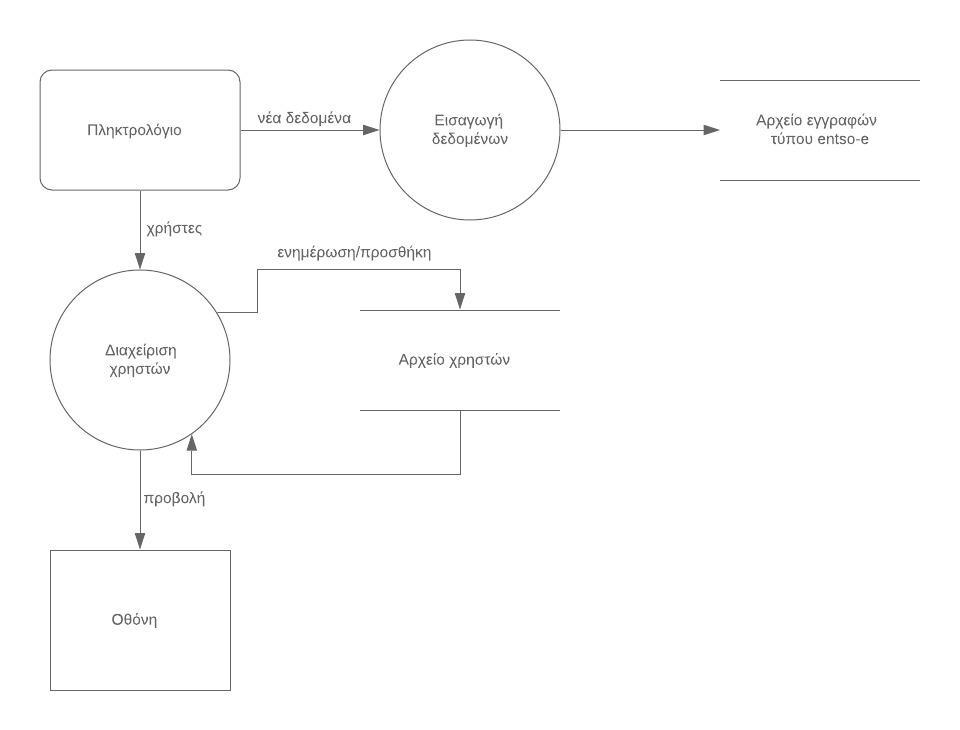 Πληκτρολόγιο
νέα δεδομένα
Εισαγωγή
δεδομένων
Αρχείο εγγραφών
τύπου entso-e
χρήστες
ενημέρωση/προσθήκη
Διαχείριση
χρηστών
Αρχείο χρηστών
προβολή
Οθόνη